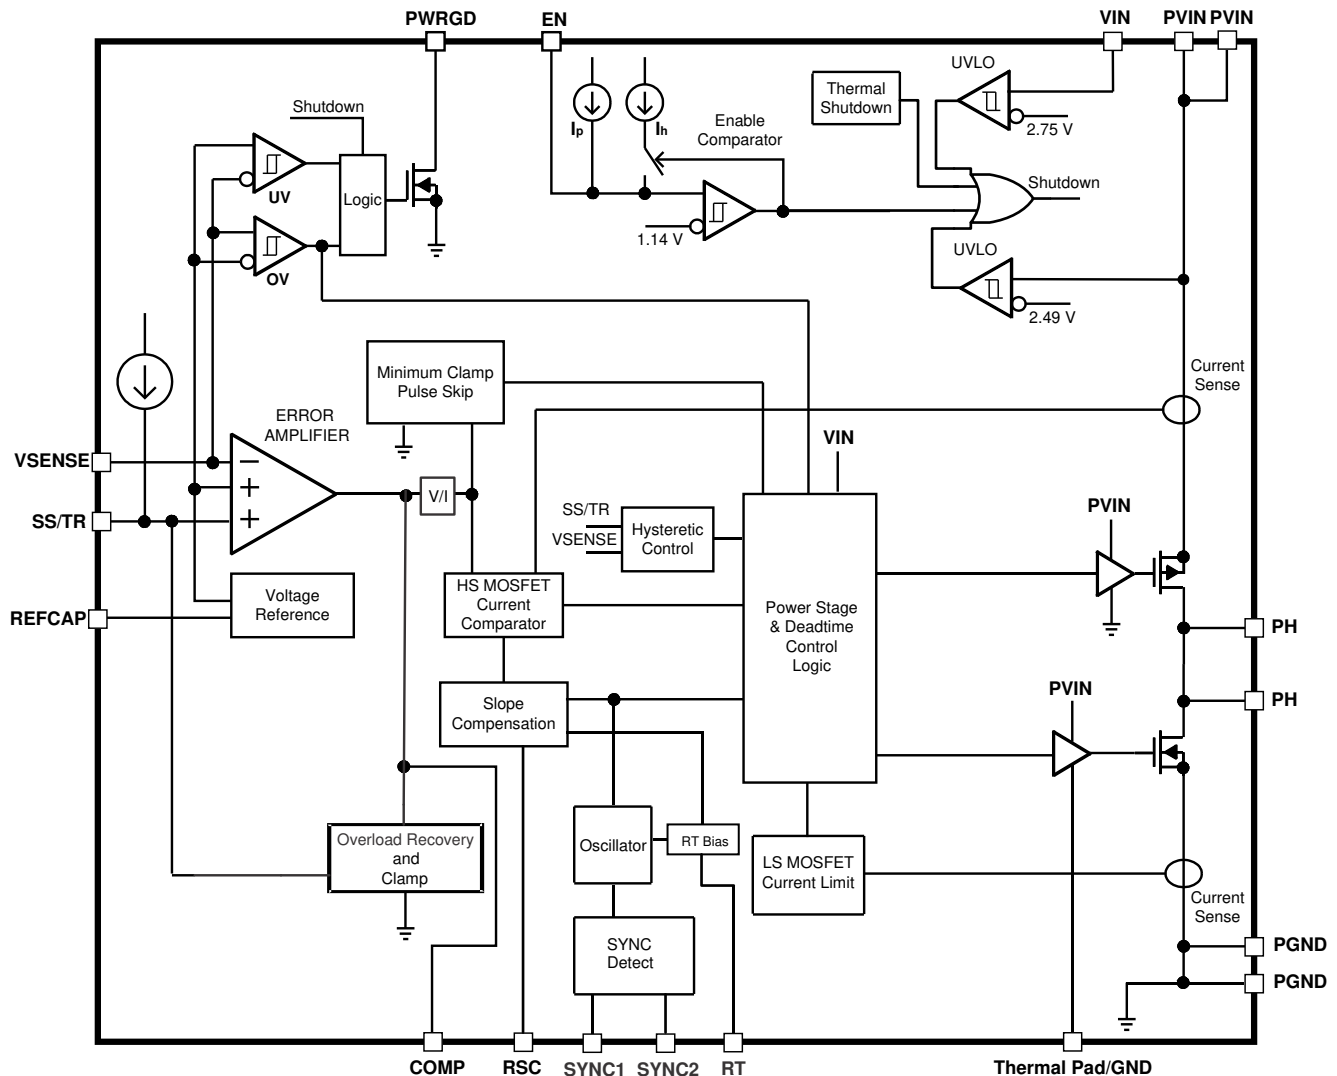 PWRGD
EN
VIN
PVIN PVIN
UVLO
Thermal
Shutdown
Shutdown
Ip
Ih
Enable
Comparator
2.75 V
UV
Logic
Shutdown
1.14 V
OV
UVLO
2.49 V
Current
Sense
Minimum Clamp
Pulse Skip
ERROR
AMPLIFIER
VIN
VSENSE
−
+
+
V/I
SS/TR
PVIN
SS/TR
VSENSE
Hysteretic
Control
Voltage
Reference
HS MOSFET
Current
Comparator
REFCAP
Power Stage
& Deadtime
Control
Logic
PH
PVIN
PH
Slope
Compensation
Overload Recovery
and
Clamp
Oscillator
RT Bias
LS MOSFET
Current Limit
Current
Sense
SYNC
Detect
PGND
PGND
COMP
RSC
SYNC1
SYNC2
RT
Thermal Pad/GND